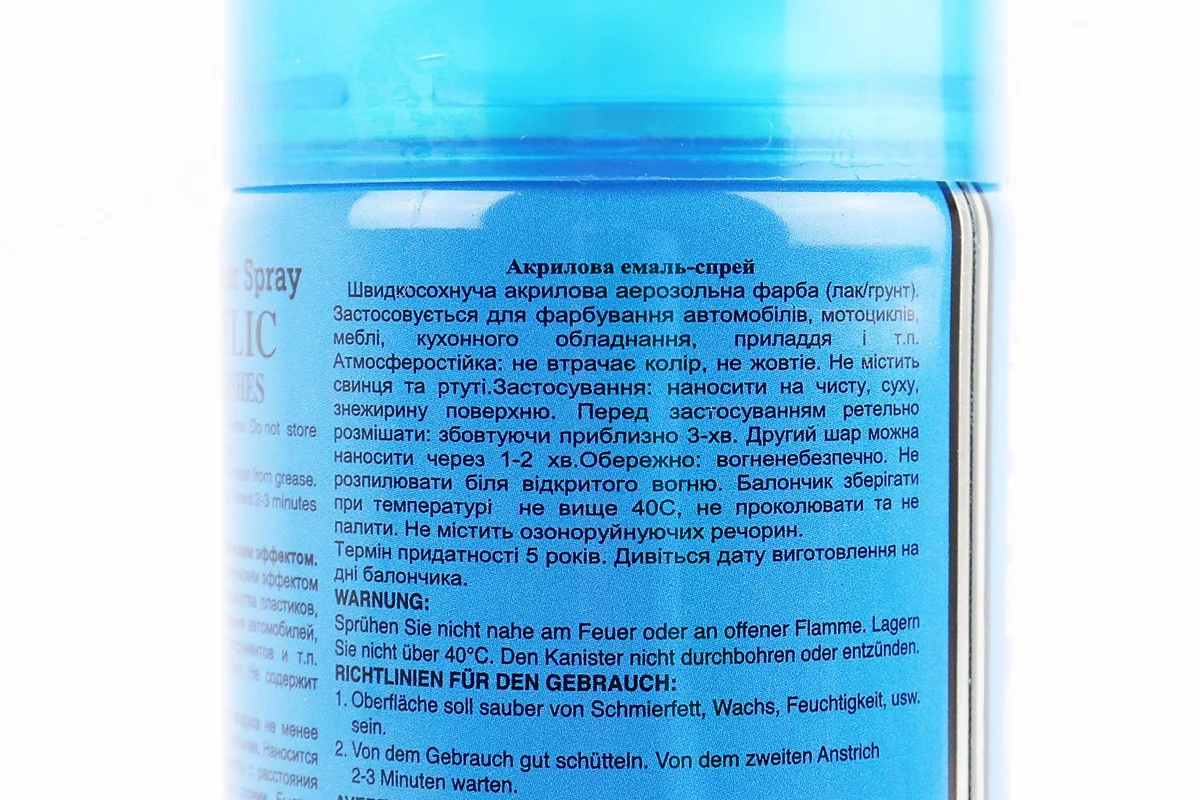 Spray
LIC
SHES
Do not store
from grease.
2-3 minutes
эффектом.
эффектом
пластиков,
автомобилей,
и т.п.
Не содержит
не менее
Наносится
с расстояния
Акрилова емаль-спрей
Швидкосохнуча акрилова аерозольна фарба (лак/грунт).
Застосовується для фарбування автомобілів, мотоциклів,
меблі, кухонного обладнання, приладдя і т.п.
Атмосферостійка: не втрачає колір, не жовтіє. Не містить
свинця та ртуті.Застосування: наносити на чисту, суху,
знежирину поверхню. Перед застосуванням ретельно
розмішати: збовтуючи приблизно 3-хв. Другий шар можна
наносити через 1-2 хв.Обережно: вогненебезпечно. Не
розпилювати біля відкритого вогню. Балончик зберігати
при температурі не вище 40С, не проколювати та не
палити. Не містить озоноруйнуючих речорин.
Термін придатності 5 років. Дивіться дату виготовлення на
дні балончика.
WARNUNG:
Sprühen Sie nicht nahe am Feuer oder an offener Flamme. Lagern
Sie nicht über 40°C. Den Kanister nicht durchbohren oder entzünden.
RICHTLINIEN FÜR DEN GEBRAUCH:
1. Oberfläche soll sauber von Schmierfett, Wachs, Feuchtigkeit, usw.
sein.
2. Von dem Gebrauch gut schütteln. Von dem zweiten Anstrich
2-3 Minuten warten.